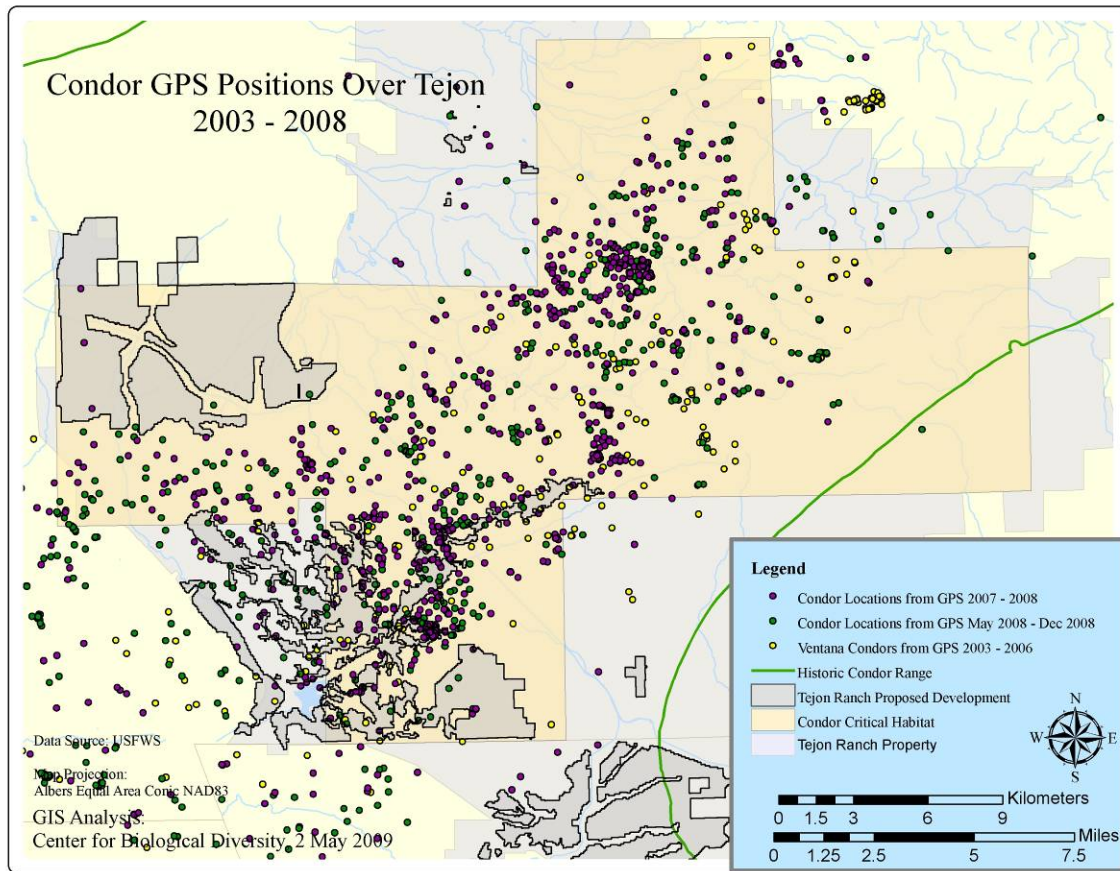 Condor GPS Positions Over Tejon
2003 - 2008
Data Source: USFWS
Map Projection:
Albers Equal Area Conic NAD83
GIS Analysis:
Center for Biological Diversity, 2 May 2009
Legend
Condor Locations from GPS 2007 - 2008
Condor Locations from GPS May 2008 - Dec 2008
Ventana Condors from GPS 2003 - 2006
Historic Condor Range
Tejon Ranch Proposed Development
Condor Critical Habitat
Tejon Ranch Property
N
W E
S
Kilometers
0 1.5 3 6 9
Miles
0 1.25 2.5 5 7.5